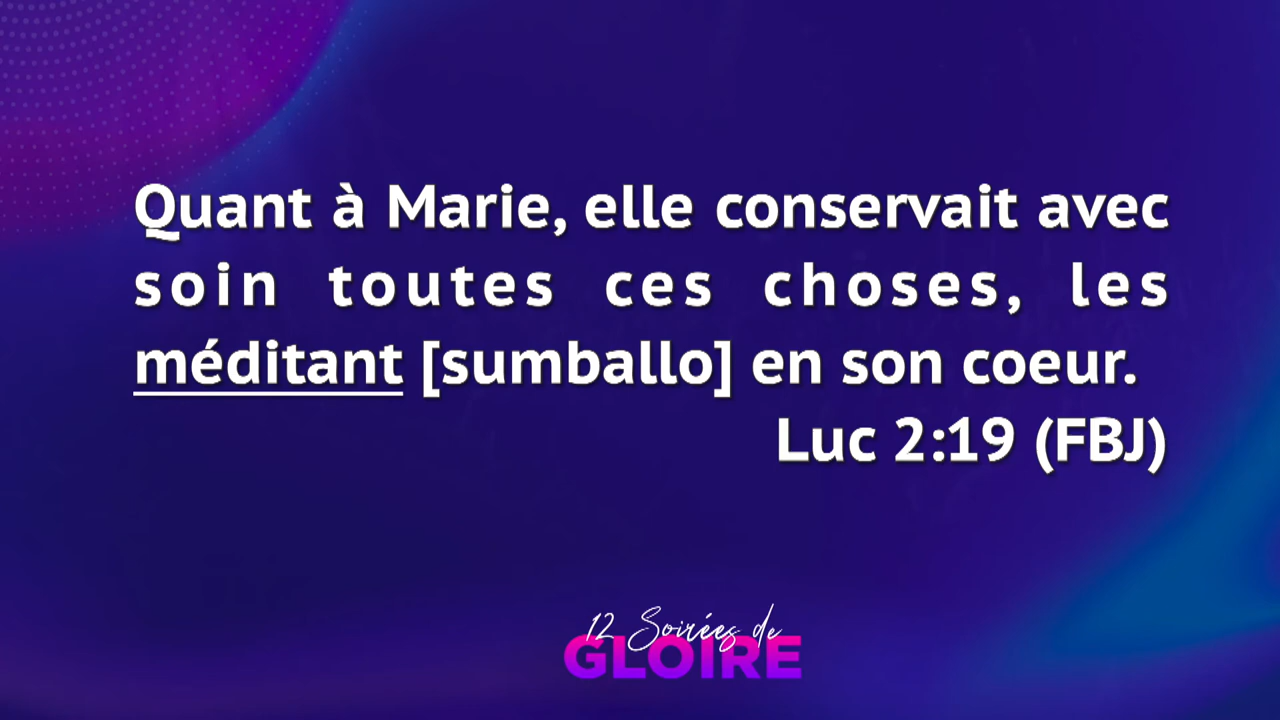 Quant à Marie, elle conservait avec
soin toutes ces choses, les
méditant [sumballo] en son coeur.
Luc 2:19 (FBJ)
12 Soirées de
GLOIRE